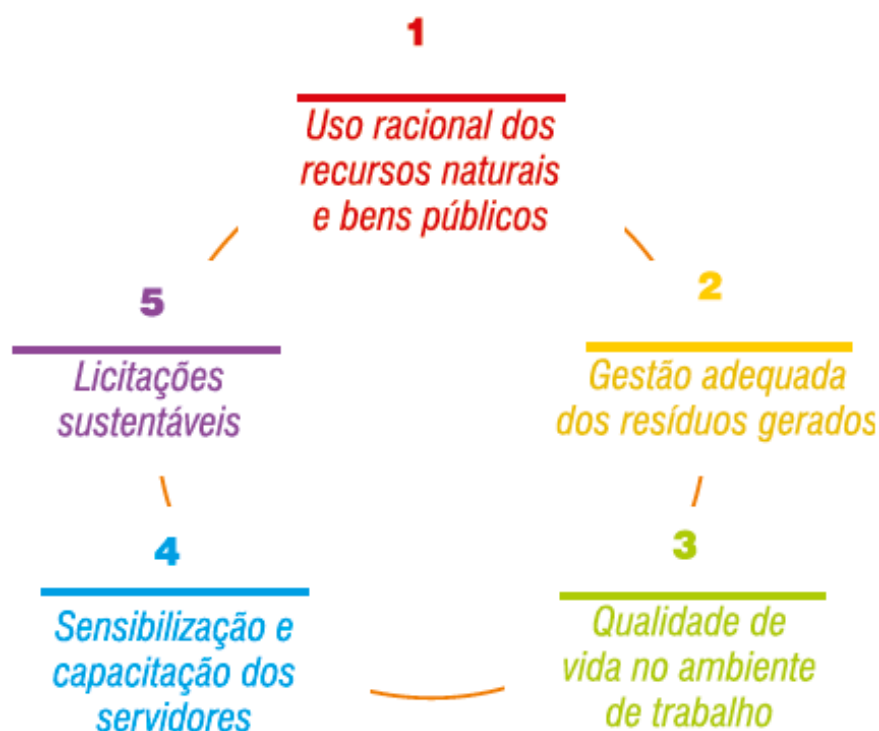 1
Uso racional dos
recursos naturais
e bens públicos
2
Gestão adequada
dos resíduos gerados
3
Qualidade de
vida no ambiente
de trabalho
4
Sensibilização e
capacitação dos
servidores
5
Licitações
sustentáveis